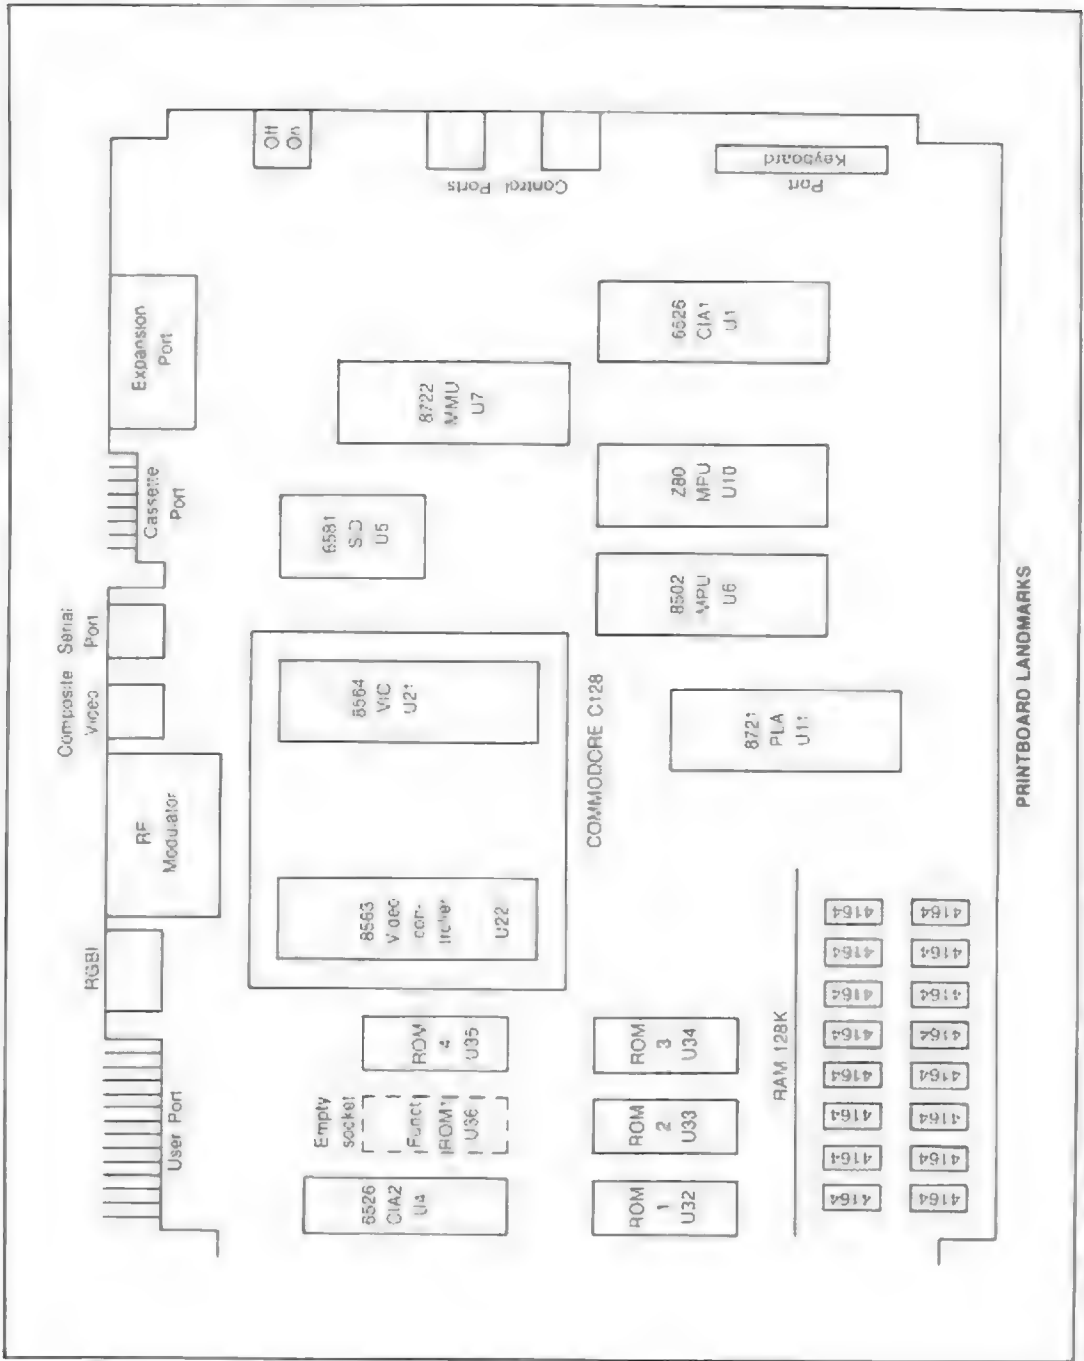 Off
On
Control Ports
Keyboard
Port
Expansion
Port
Cassette
Port
Serial
Port
Composite
Video
RF
Modulator
RGBI
User Port
6526
CIA1
U1
8722
MMU
U7
Z80
MPU
U10
6581
SID
U5
8502
MPU
U6
8564
VIC
U21
8721
PLA
U11
COMMODORE C128
8563
Video
con-
troller
U22
ROM
4
U35
ROM
3
U34
Empty
socket
Funct
ROM
U36
ROM
2
U33
6526
CIA2
U4
ROM
1
U32
RAM 128K
4164 4164
4164 4164
4164 4164
4164 4164
4164 4164
4164 4164
4164 4164
4164 4164
PRINTBOARD LANDMARKS